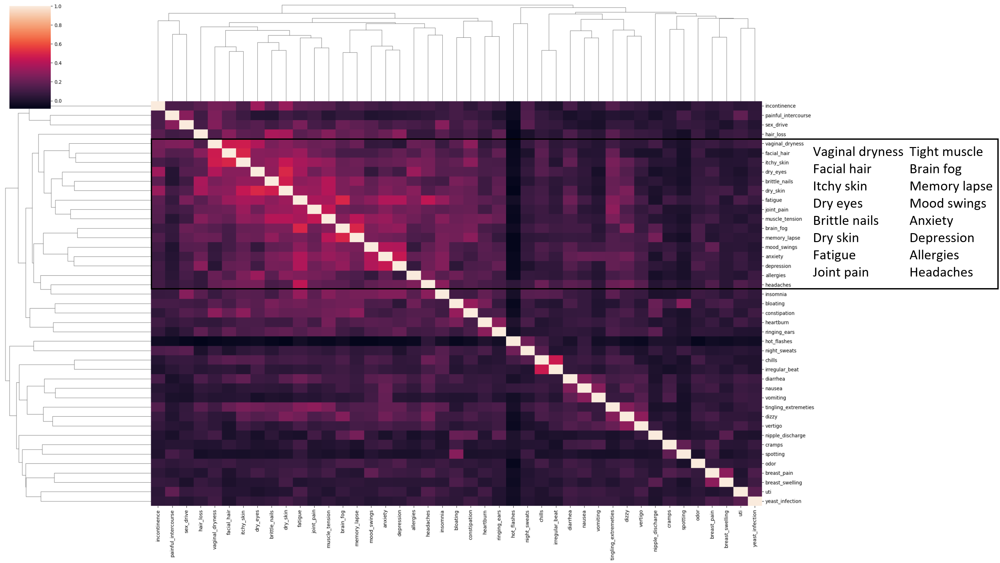 1.0
0.8
0.6
0.4
0.2
0.0
incontinence
painful_intercourse
sex_drive
hair_loss
vaginal_dryness
facial_hair
itchy_skin
dry_eyes
brittle_nails
dry_skin
fatigue
joint_pain
muscle_tension
brain_fog
memory_lapse
mood_swings
anxiety
depression
allergies
headaches
insomnia
bloating
constipation
heartburn
ringing_ears
hot_flashes
night_sweats
chills
irregular_beat
diarrhea
nausea
vomiting
tingling_extremeties
dizzy
vertigo
nipple_discharge
cramps
spotting
odor
breast_pain
breast_swelling
uti
yeast_infection
Vaginal dryness Tight muscle
Facial hair Brain fog
Itchy skin Memory lapse
Dry eyes Mood swings
Brittle nails Anxiety
Dry skin Depression
Fatigue Allergies
Joint pain Headaches
incontinence
painful_intercourse
sex_drive
hair_loss
vaginal_dryness
facial_hair
itchy_skin
dry_eyes
brittle_nails
dry_skin
fatigue
joint_pain
muscle_tension
brain_fog
memory_lapse
mood_swings
anxiety
depression
allergies
headaches
insomnia
bloating
constipation
heartburn
ringing_ears
hot_flashes
night_sweats
chills
irregular_beat
diarrhea
nausea
vomiting
tingling_extremeties
dizzy
vertigo
nipple_discharge
cramps
spotting
odor
breast_pain
breast_swelling
uti
yeast_infection